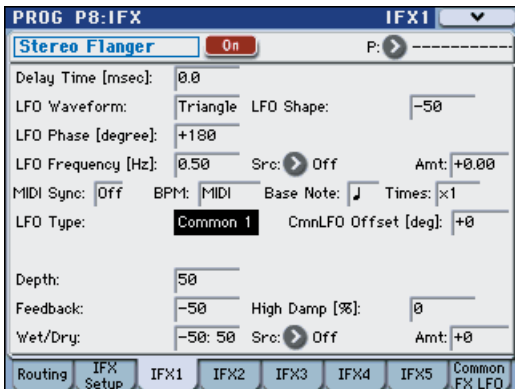 PROG P8:IFX IFX1
Stereo Flanger On P: -----------
Delay Time [msec]: 0.0
LFO Waveform: Triangle LFO Shape: -50
LFO Phase [degree]: +180
LFO Frequency [Hz]: 0.50 Src: Off Amt: +0.00
MIDI Sync: Off BPM: MIDI Base Note: ♩ Times: x1
LFO Type: Common 1 CmnLFO Offset [deg]: +0
Depth: 50
Feedback: -50 High Damp [%]: 0
Wet/Dry: -50: 50 Src: Off Amt: +0
Routing IFX Setup IFX1 IFX2 IFX3 IFX4 IFX5 Common FX LFO